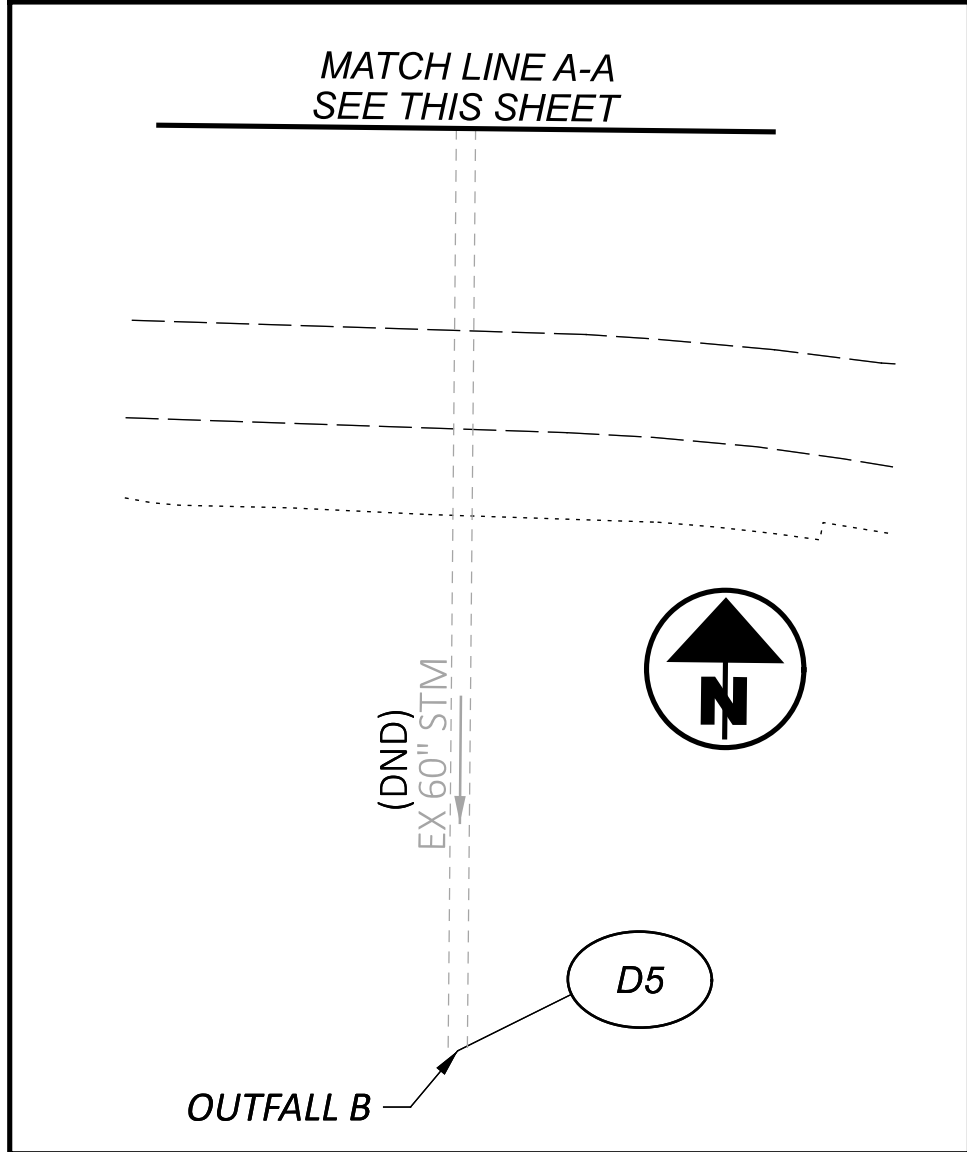 MATCH LINE A-A
SEE THIS SHEET
N
(DND)
EX 60" STM
D5
OUTFALL B